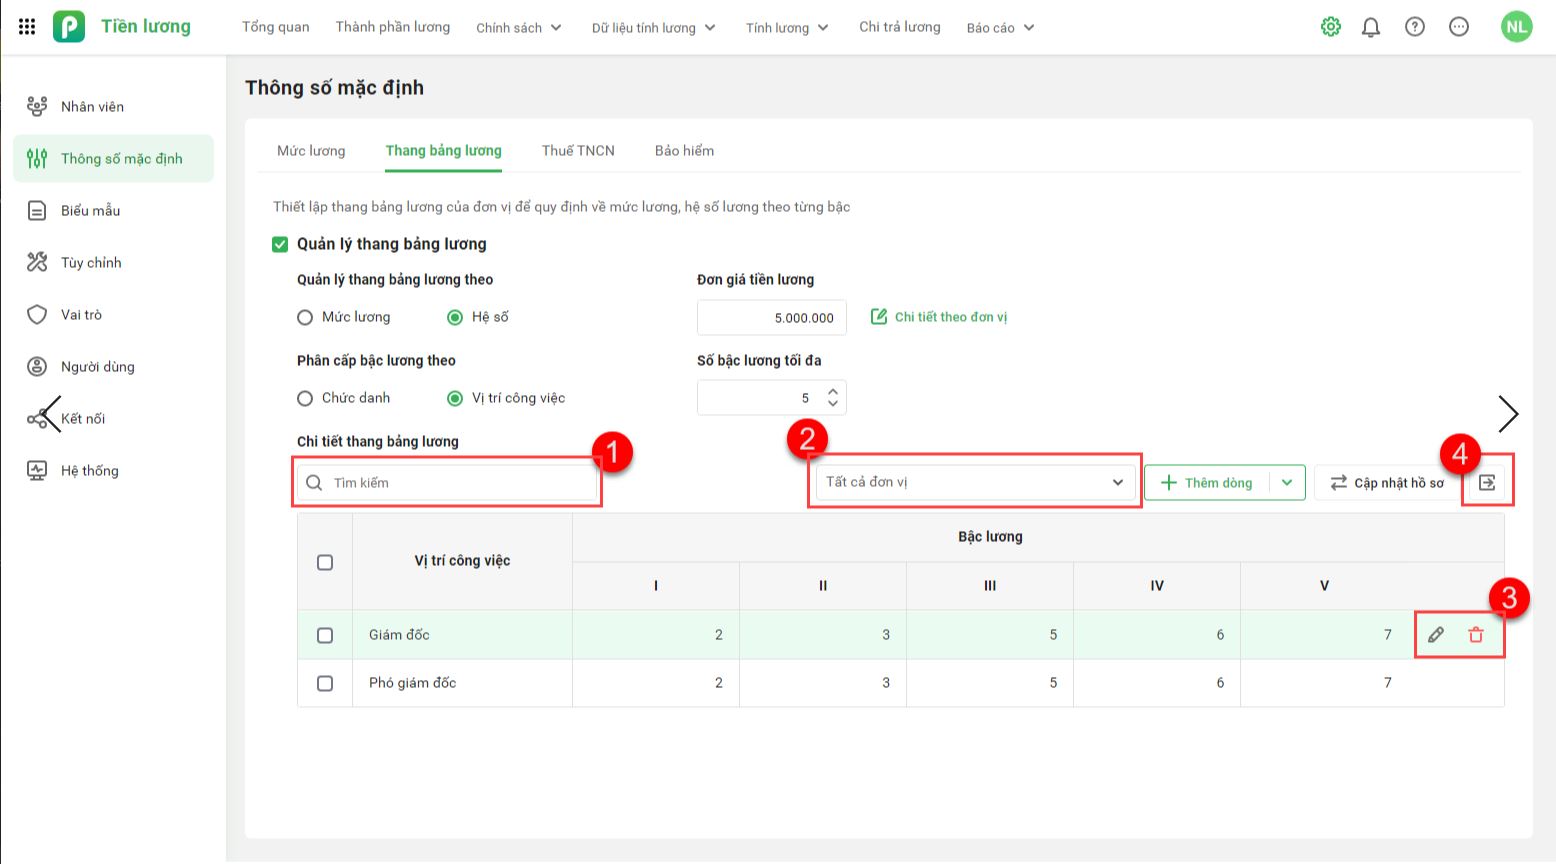 Tiền lương Tổng quan Thành phần lương Chính sách Dữ liệu tính lương Tính lương Chi trả lương Báo cáo NL
Nhân viên
Thông số mặc định
Biểu mẫu
Tùy chỉnh
Vai trò
Người dùng
Kết nối
Hệ thống
Thông số mặc định
Mức lương Thang bảng lương Thuế TNCN Bảo hiểm
Thiết lập thang bảng lương của đơn vị để quy định về mức lương, hệ số lương theo từng bậc
Quản lý thang bảng lương
Quản lý thang bảng lương theo Đơn giá tiền lương
Mức lương Hệ số 5.000.000 Chi tiết theo đơn vị
Phân cấp bậc lương theo Số bậc lương tối đa
Chức danh Vị trí công việc 5
Chi tiết thang bảng lương 1 2 4
Tìm kiếm Tất cả đơn vị Thêm dòng Cập nhật hồ sơ
Vị trí công việc Bậc lương
I II III IV V
3
Giám đốc 2 3 5 6 7
Phó giám đốc 2 3 5 6 7